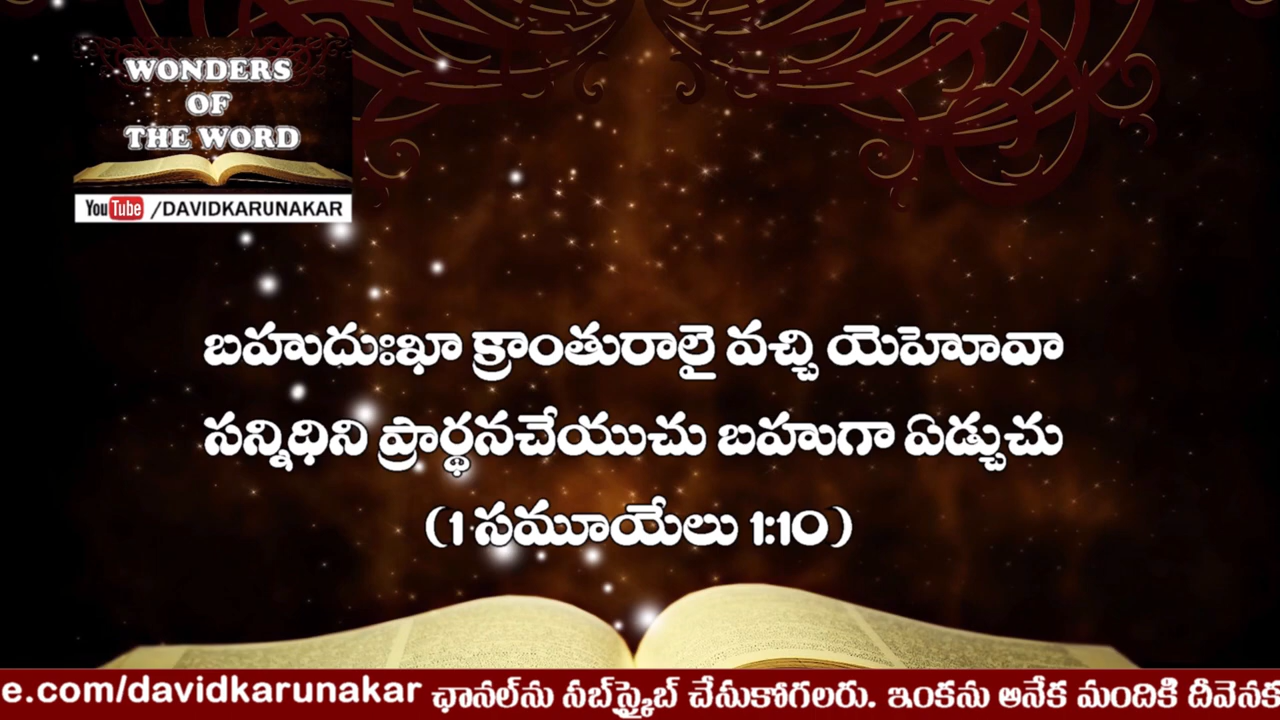 WONDERS
OF
THE WORD
YouTube /DAVIDKARUNAKAR
బహుదుఃఖా క్రాంతురాలై వచ్చి యెహెూవా
సన్నిధిని ప్రార్థనచేయుచు బహుగా ఏడ్చుచు
(1 సమూయేలు 1:10)
e.com/davidkarunakar ఛానల్‌ను సబ్‌స్క్రైబ్ చేసుకోగలరు. ఇంకను అనేక మందికి దీవెనక